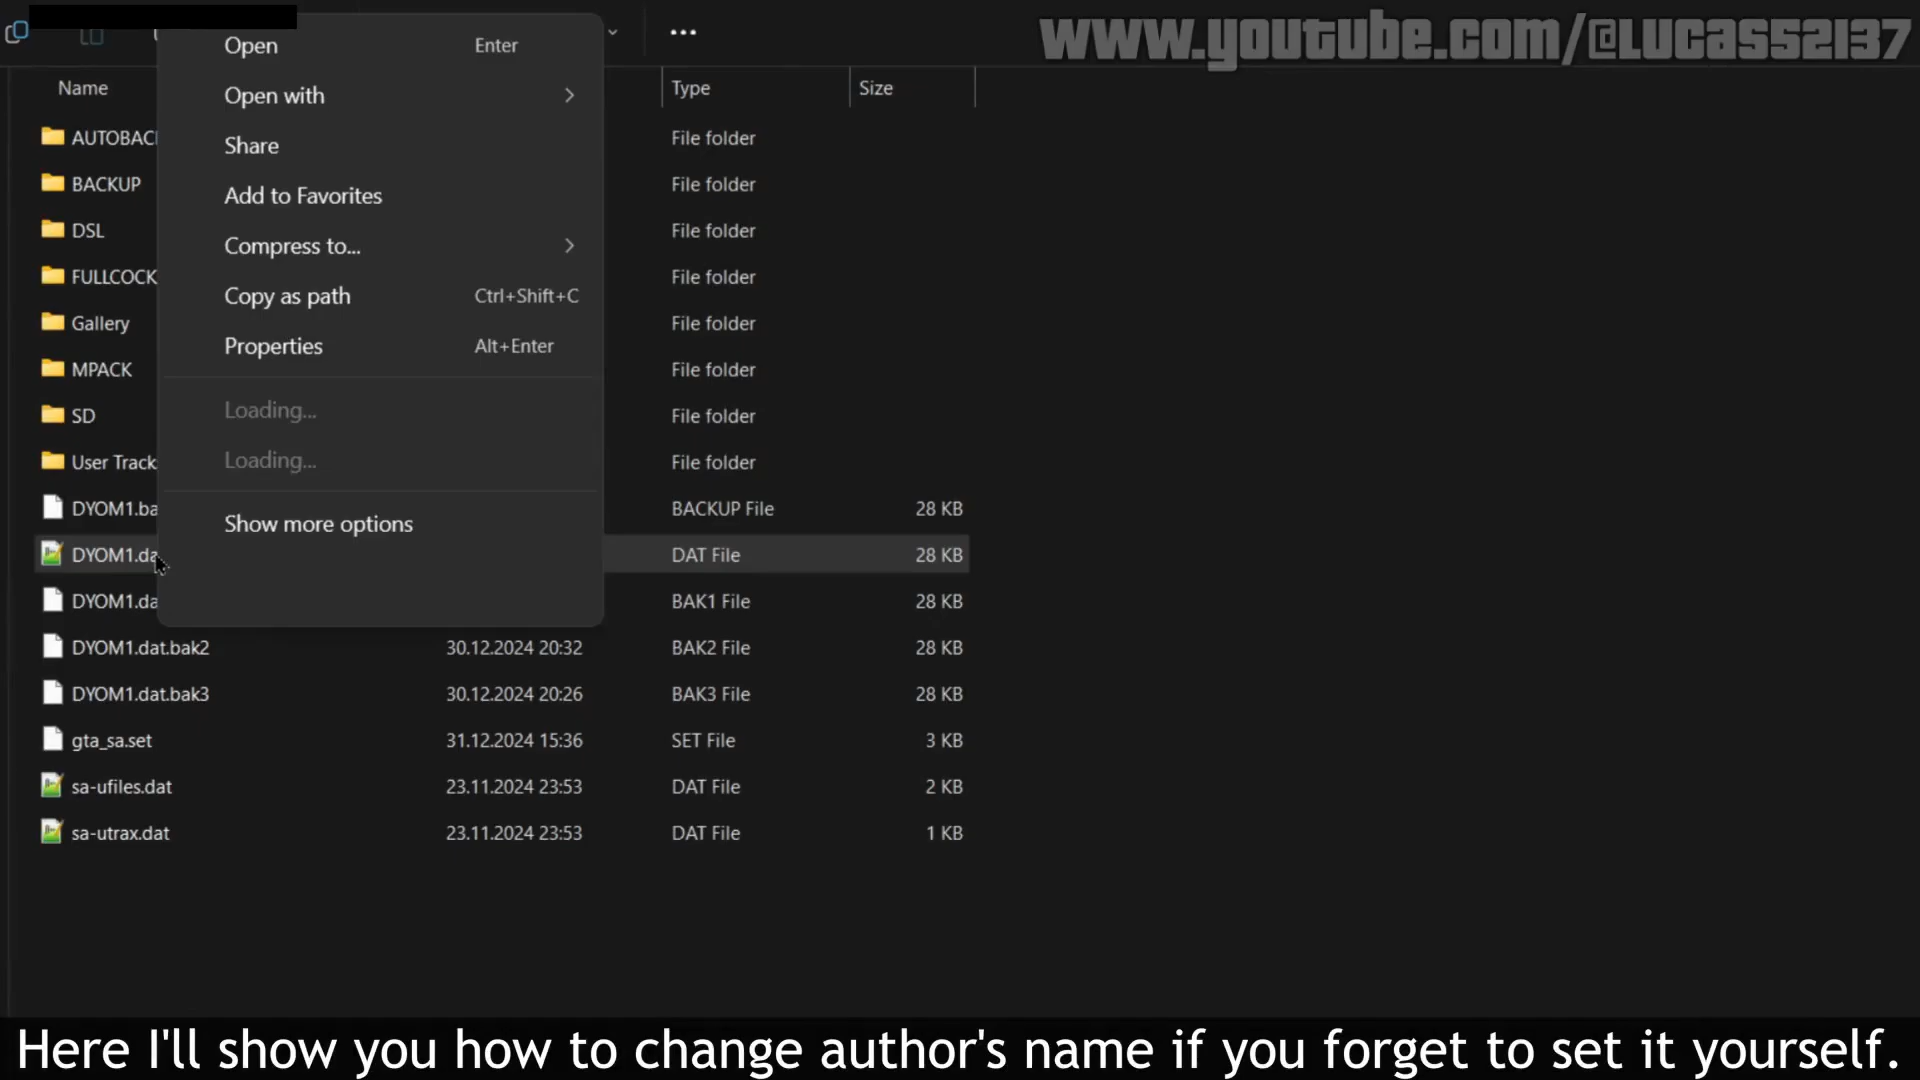 www.youtube.com/@Lucass2137
Open Enter
Open with
Share
Add to Favorites
Compress to...
Copy as path Ctrl+Shift+C
Properties Alt+Enter
Loading...
Loading...
Show more options
Name Type Size
AUTOBAC File folder
BACKUP File folder
DSL File folder
FULLCOCK File folder
Gallery File folder
MPACK File folder
SD File folder
User Track File folder
DYOM1.ba BACKUP File 28 KB
DYOM1.da DAT File 28 KB
DYOM1.da BAK1 File 28 KB
DYOM1.dat.bak2 30.12.2024 20:32 BAK2 File 28 KB
DYOM1.dat.bak3 30.12.2024 20:26 BAK3 File 28 KB
gta_sa.set 31.12.2024 15:36 SET File 3 KB
sa-ufiles.dat 23.11.2024 23:53 DAT File 2 KB
sa-utrax.dat 23.11.2024 23:53 DAT File 1 KB
Here I'll show you how to change author's name if you forget to set it yourself.